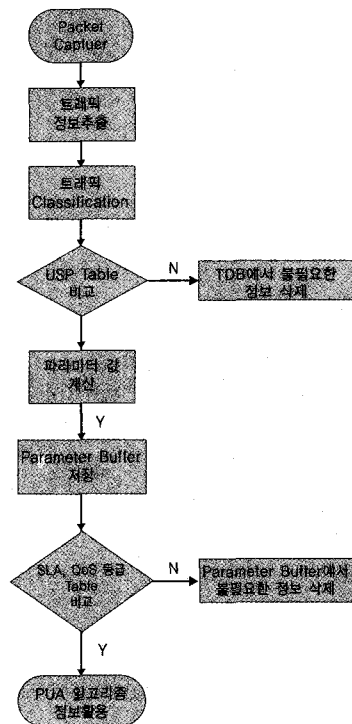 Packet
Captuer
트래픽
정보추출
트래픽
Classification
USP Table
비교
N
TDB에서 불필요한
정보 삭제
파라미터 값
계산
Y
Parameter Buffer
저장
SLA, QoS 등급
Table
비교
N
Parameter Buffer에서
불필요한 정보 삭제
Y
PUA 알고리즘
정보활용